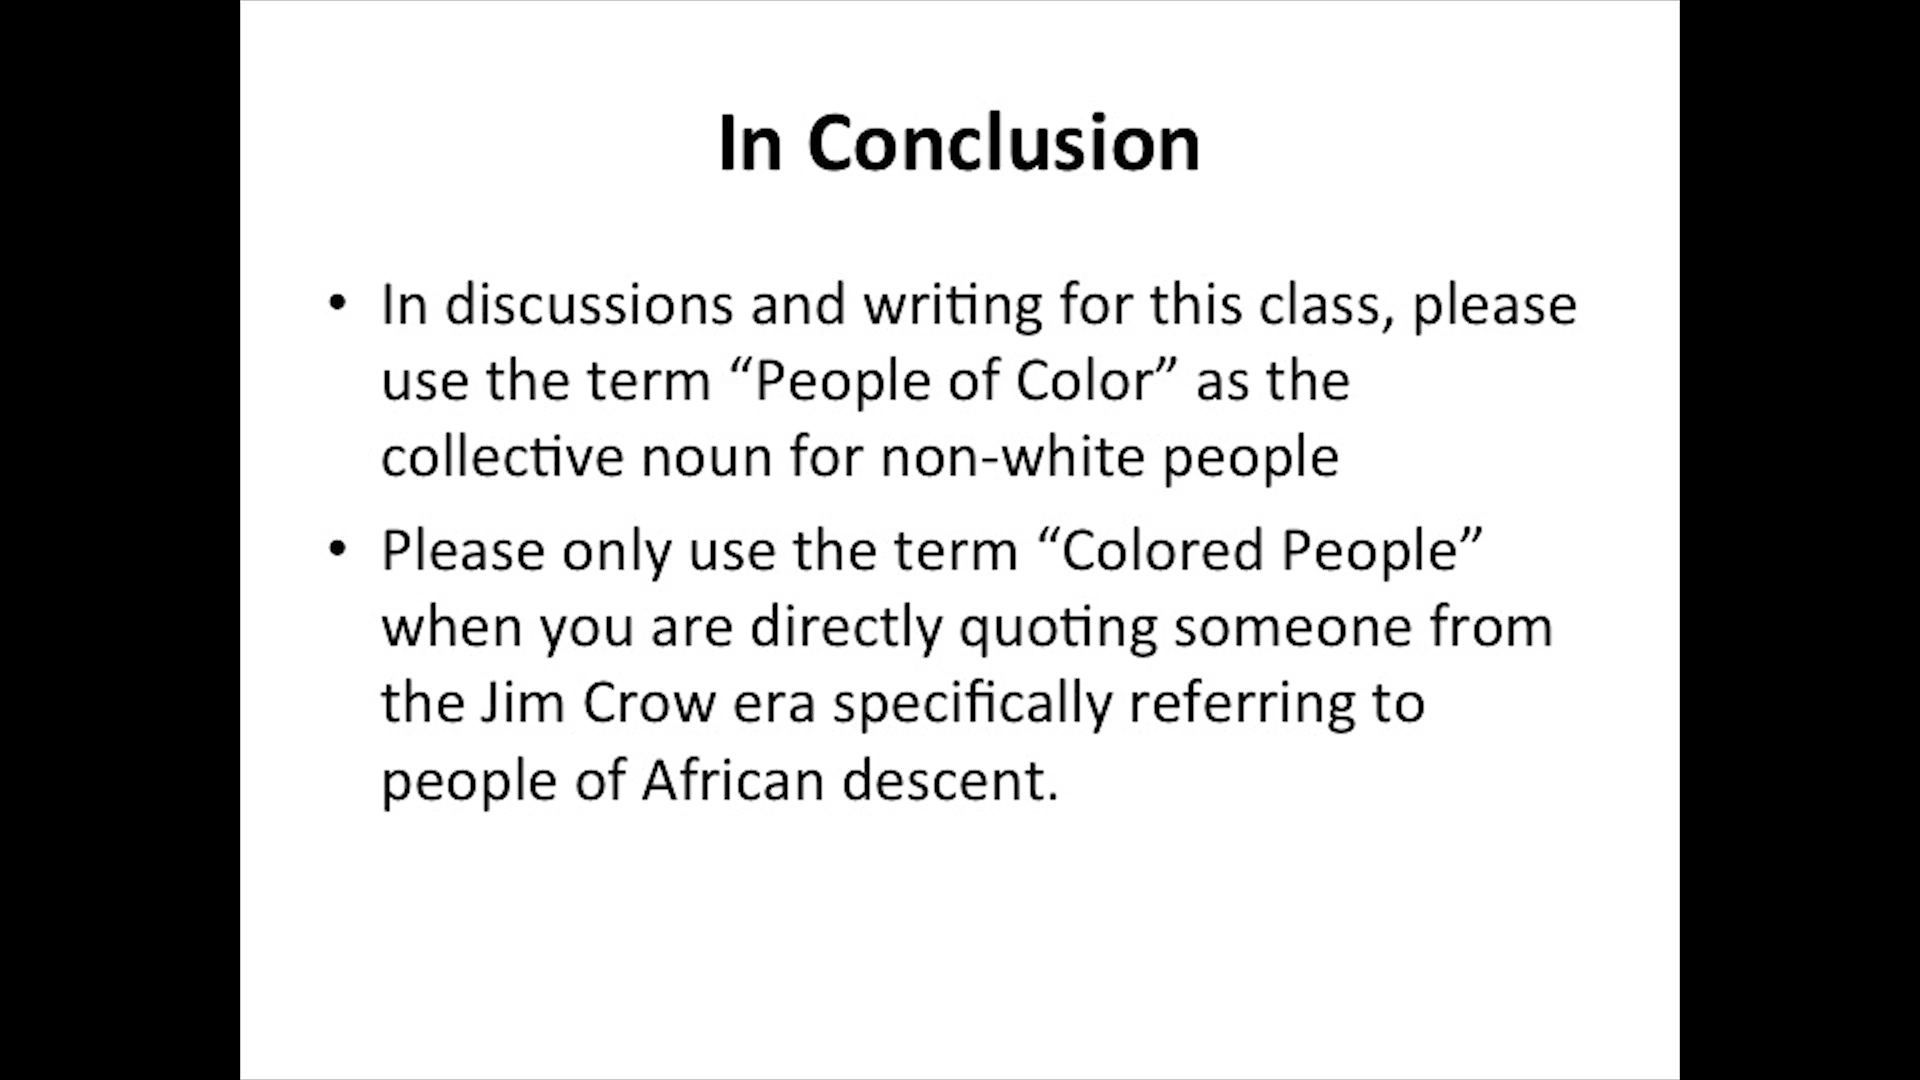 In Conclusion
• In discussions and writing for this class, please
use the term “People of Color” as the
collective noun for non-white people
• Please only use the term “Colored People”
when you are directly quoting someone from
the Jim Crow era specifically referring to
people of African descent.